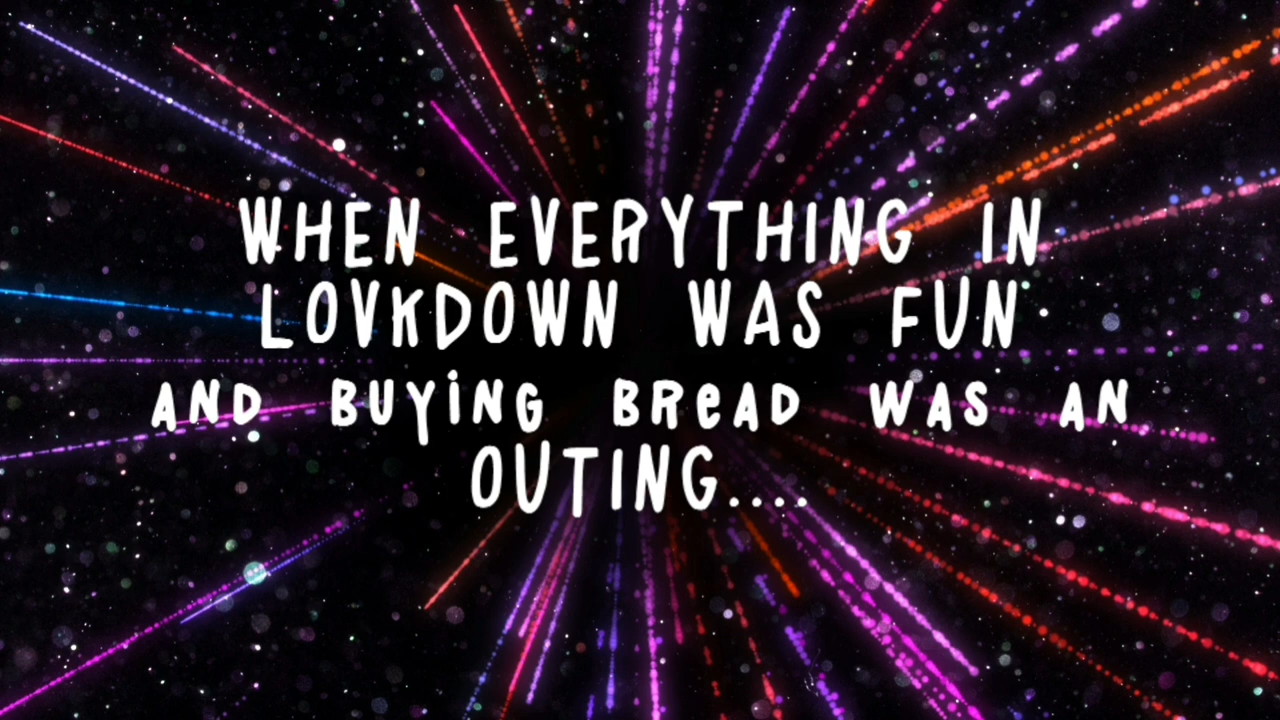 WHEN EVERYTHING IN
LOVKDOWN WAS FUN
AND BUYING BREAD WAS AN
OUTING....